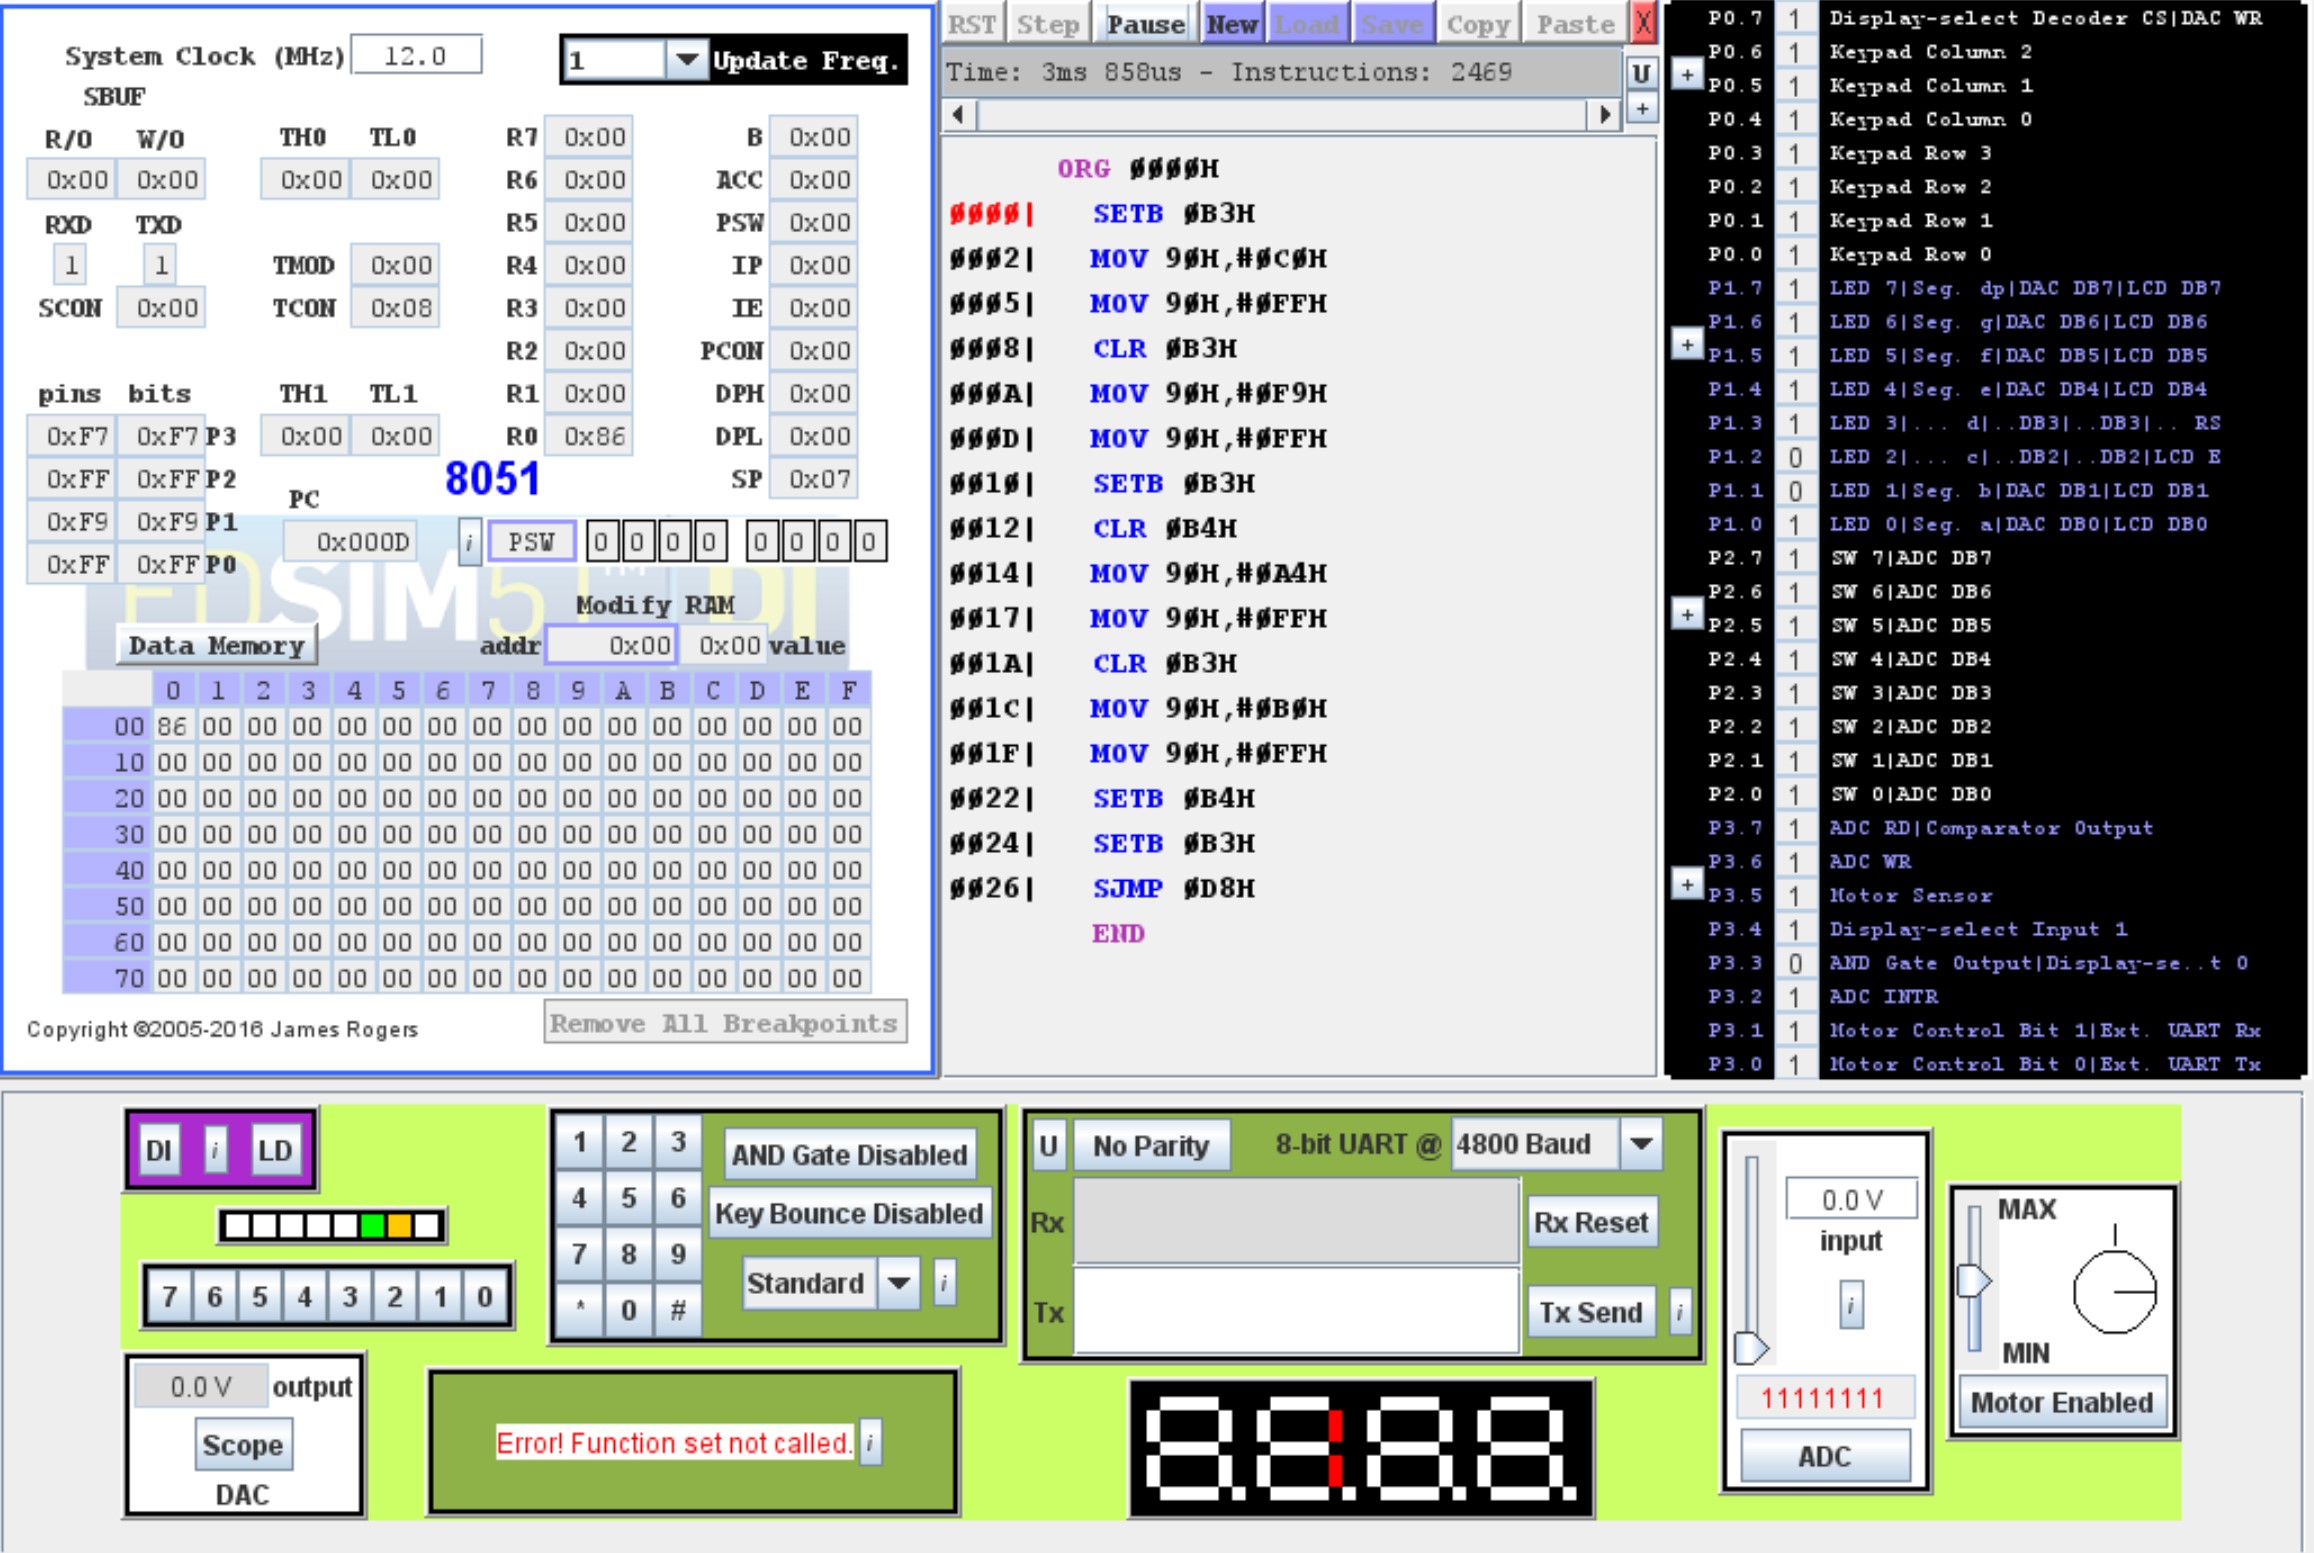 System Clock (MHz) 12.0
1 Update Freq.
SBUF
R/O W/O TH0 TL0 R7 0x00 B 0x00
0x00 0x00 0x00 0x00 R6 0x00 ACC 0x00
RXD TXD R5 0x00 PSW 0x00
1 1 TMOD 0x00 R4 0x00 IP 0x00
SCON 0x00 TCON 0x08 R3 0x00 IE 0x00
R2 0x00 PCON 0x00
pins bits TH1 TL1 R1 0x00 DPH 0x00
0xF7 0xF7 P3 0x00 0x00 R0 0x86 DPL 0x00
0xFF 0xFF P2 PC 8051 SP 0x07
0xF9 0xF9 P1 0x000D i PSW 0 0 0 0 0 0 0 0
0xFF 0xFF P0
Modify RAM
Data Memory addr 0x00 0x00 value
0 1 2 3 4 5 6 7 8 9 A B C D E F
00 86 00 00 00 00 00 00 00 00 00 00 00 00 00 00 00
10 00 00 00 00 00 00 00 00 00 00 00 00 00 00 00 00
20 00 00 00 00 00 00 00 00 00 00 00 00 00 00 00 00
30 00 00 00 00 00 00 00 00 00 00 00 00 00 00 00 00
40 00 00 00 00 00 00 00 00 00 00 00 00 00 00 00 00
50 00 00 00 00 00 00 00 00 00 00 00 00 00 00 00 00
60 00 00 00 00 00 00 00 00 00 00 00 00 00 00 00 00
70 00 00 00 00 00 00 00 00 00 00 00 00 00 00 00 00
Copyright ©2005-2016 James Rogers Remove All Breakpoints
RST Step Pause New Load Save Copy Paste X
Time: 3ms 858us - Instructions: 2469 U
+
ORG 0000H
0000| SETB 0B3H
0002| MOV 90H,#0C0H
0005| MOV 90H,#0FFH
0008| CLR 0B3H
000A| MOV 90H,#0F9H
000D| MOV 90H,#0FFH
0010| SETB 0B3H
0012| CLR 0B4H
0014| MOV 90H,#0A4H
0017| MOV 90H,#0FFH
001A| CLR 0B3H
001C| MOV 90H,#0B0H
001F| MOV 90H,#0FFH
0022| SETB 0B4H
0024| SETB 0B3H
0026| SJMP 0D8H
END
P0.7 1 Display-select Decoder CS|DAC WR
+ P0.6 1 Keypad Column 2
P0.5 1 Keypad Column 1
P0.4 1 Keypad Column 0
P0.3 1 Keypad Row 3
P0.2 1 Keypad Row 2
P0.1 1 Keypad Row 1
P0.0 1 Keypad Row 0
P1.7 1 LED 7|Seg. dp|DAC DB7|LCD DB7
+ P1.6 1 LED 6|Seg. g|DAC DB6|LCD DB6
P1.5 1 LED 5|Seg. f|DAC DB5|LCD DB5
P1.4 1 LED 4|Seg. e|DAC DB4|LCD DB4
P1.3 1 LED 3|... d|..DB3|..DB3|.. RS
P1.2 0 LED 2|... c|..DB2|..DB2|LCD E
P1.1 0 LED 1|Seg. b|DAC DB1|LCD DB1
P1.0 1 LED 0|Seg. a|DAC DB0|LCD DB0
P2.7 1 SW 7|ADC DB7
+ P2.6 1 SW 6|ADC DB6
P2.5 1 SW 5|ADC DB5
P2.4 1 SW 4|ADC DB4
P2.3 1 SW 3|ADC DB3
P2.2 1 SW 2|ADC DB2
P2.1 1 SW 1|ADC DB1
P2.0 1 SW 0|ADC DB0
P3.7 1 ADC RD|Comparator Output
P3.6 1 ADC WR
+ P3.5 1 Motor Sensor
P3.4 1 Display-select Input 1
P3.3 0 AND Gate Output|Display-se..t 0
P3.2 1 ADC INTR
P3.1 1 Motor Control Bit 1|Ext. UART Rx
P3.0 1 Motor Control Bit 0|Ext. UART Tx
DI i LD
7 6 5 4 3 2 1 0
0.0 V output
Scope
DAC
1 2 3 AND Gate Disabled
4 5 6 Key Bounce Disabled
7 8 9 Standard i
* 0 #
Error! Function set not called. i
U No Parity 8-bit UART @ 4800 Baud
Rx Rx Reset
Tx Tx Send i
8.8.8.8.
0.0 V
input
i
11111111
ADC
MAX
MIN
Motor Enabled